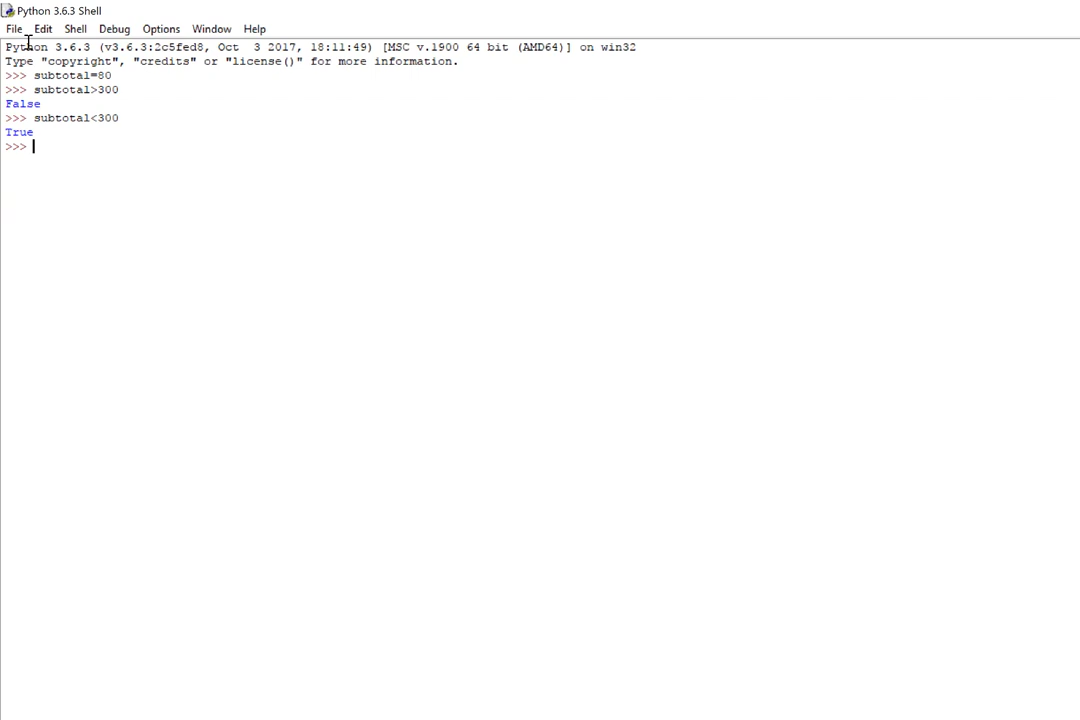 Python 3.6.3 Shell
File Edit Shell Debug Options Window Help
Python 3.6.3 (v3.6.3:2c5fed8, Oct  3 2017, 18:11:49) [MSC v.1900 64 bit (AMD64)] on win32
Type "copyright", "credits" or "license()" for more information.
>>> subtotal=80
>>> subtotal>300
False
>>> subtotal<300
True
>>>